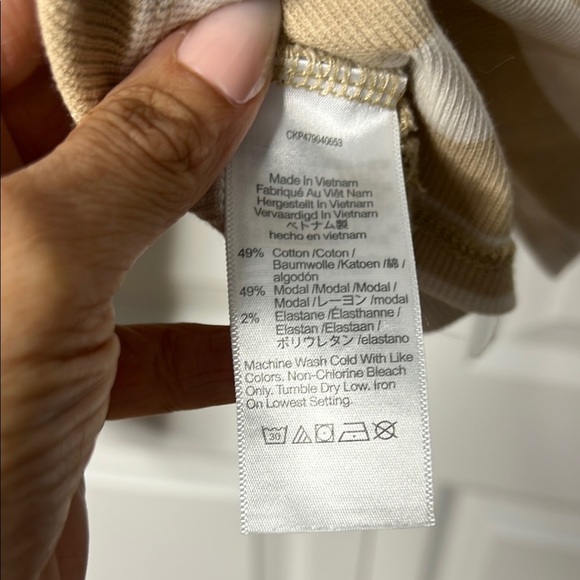 CKP479040653
Made In Vietnam
Fabriqué Au Viêt Nam
Hergestellt In Vietnam
Vervaardigd In Vietnam
ベトナム製
hecho en vietnam
49% Cotton /Coton /
Baumwolle /Katoen /綿 /
algodón
49% Modal /Modal /Modal /
Modal /レーヨン /modal
2% Elastane /Élasthanne /
Elastan /Elastaan /
ポリウレタン /elastano
Machine Wash Cold With Like
Colors. Non-Chlorine Bleach
Only. Tumble Dry Low. Iron
On Lowest Setting.
30